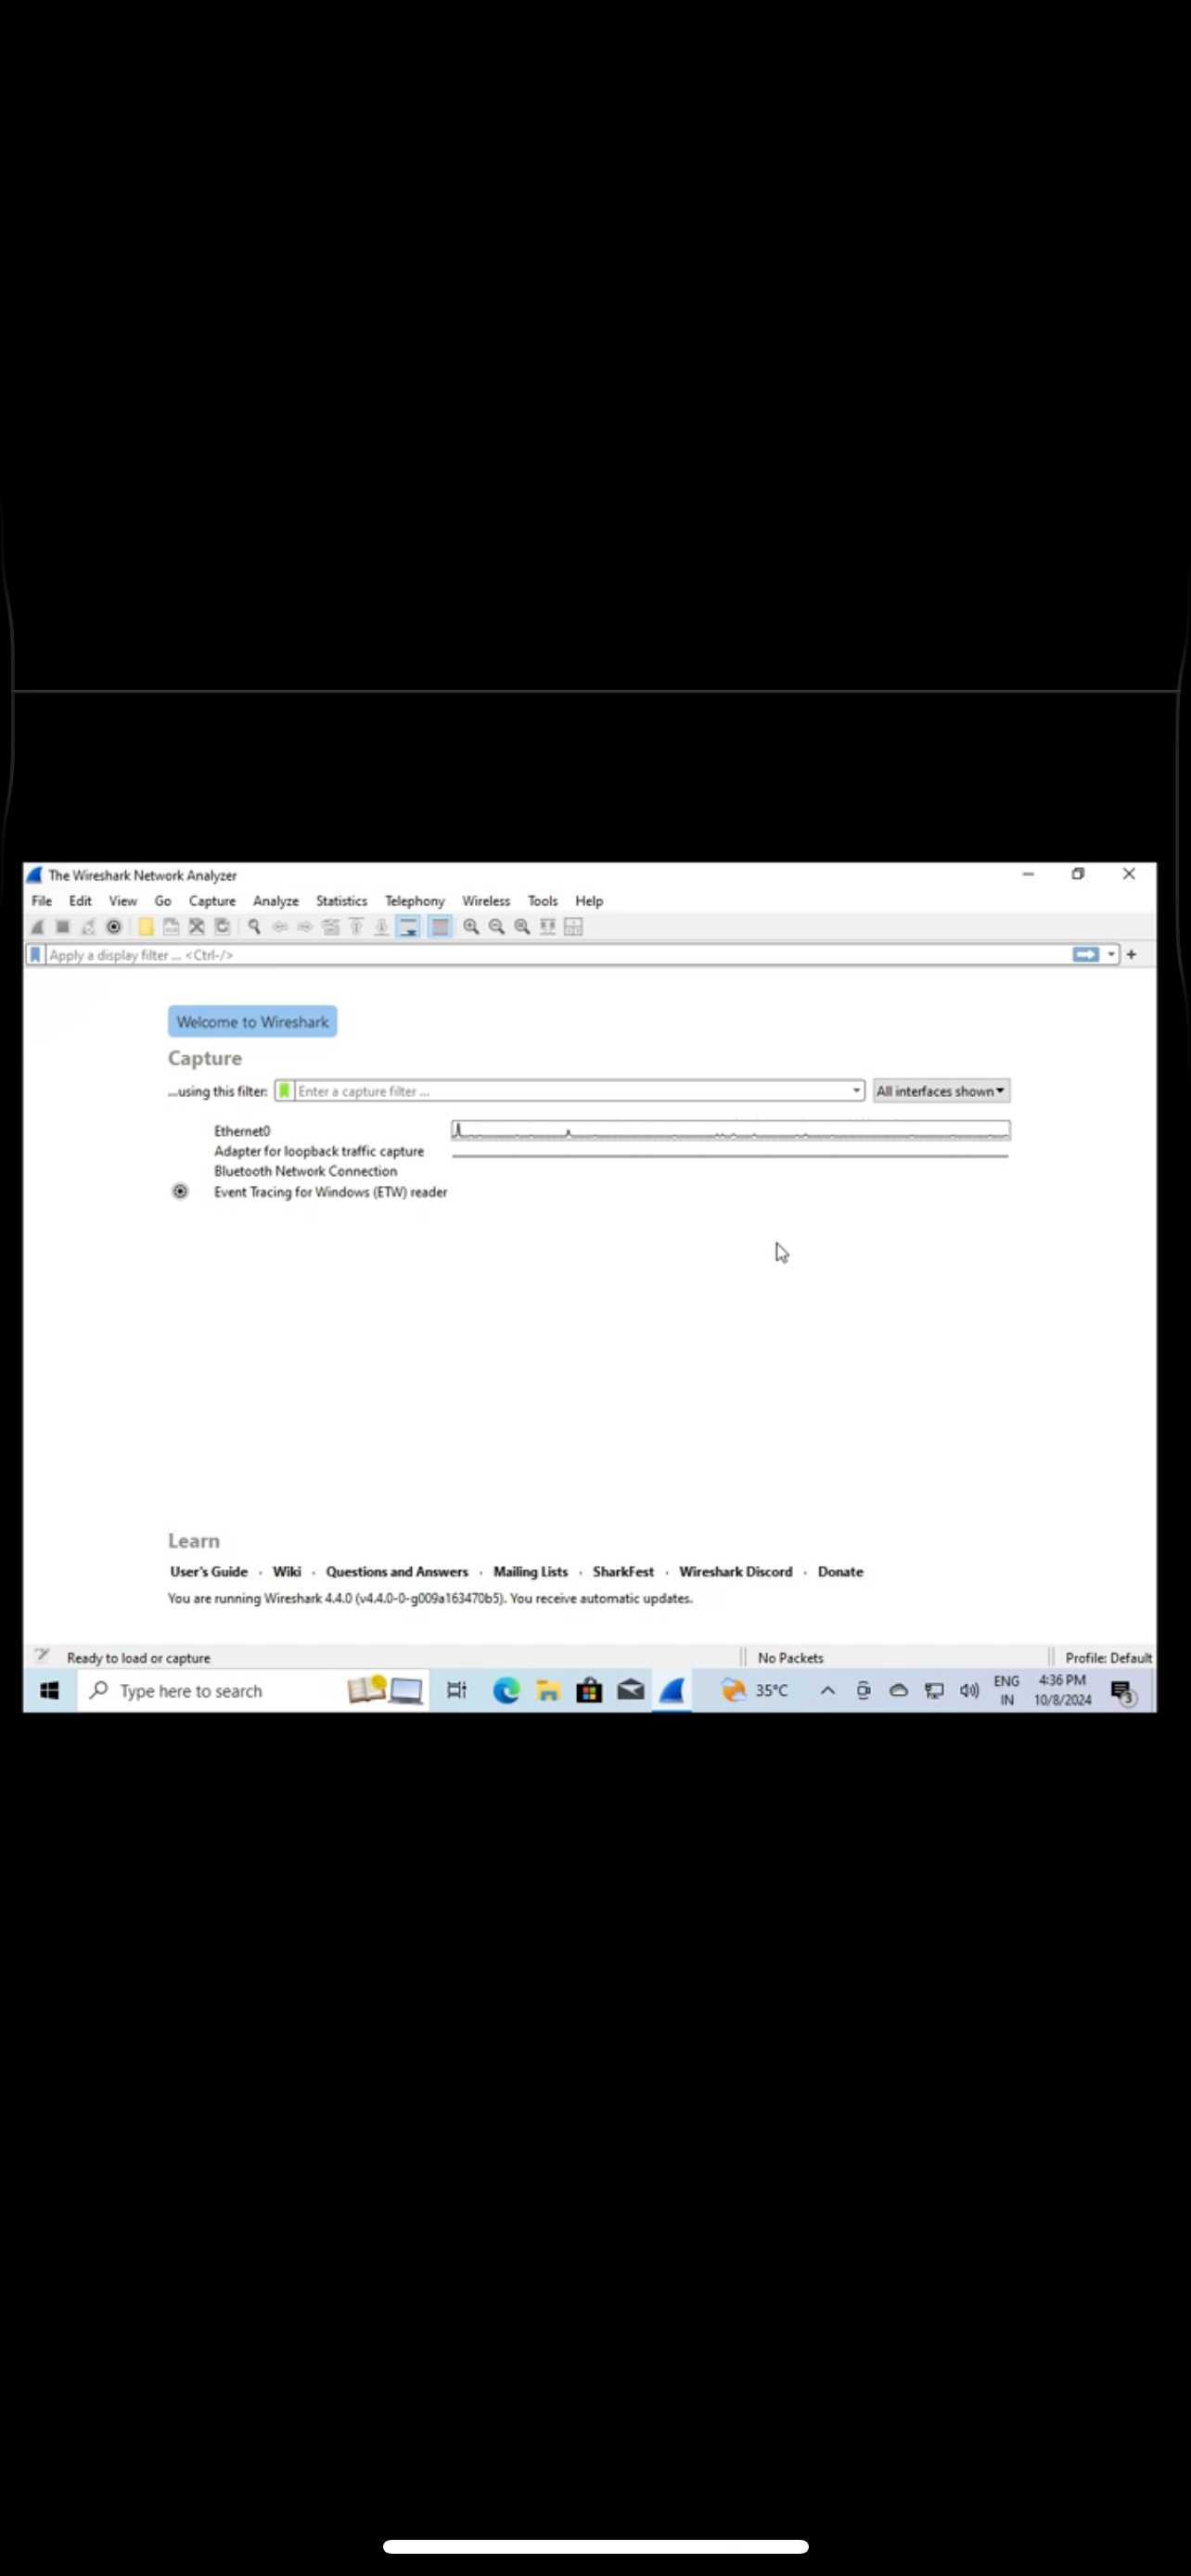 The Wireshark Network Analyzer
File Edit View Go Capture Analyze Statistics Telephony Wireless Tools Help
Apply a display filter ... <Ctrl-/>
Welcome to Wireshark
Capture
...using this filter: Enter a capture filter ... All interfaces shown
Ethernet0
Adapter for loopback traffic capture
Bluetooth Network Connection
Event Tracing for Windows (ETW) reader
Learn
User's Guide · Wiki · Questions and Answers · Mailing Lists · SharkFest · Wireshark Discord · Donate
You are running Wireshark 4.4.0 (v4.4.0-0-g009a163470b5). You receive automatic updates.
Ready to load or capture No Packets Profile: Default
Type here to search 35°C ENG 4:36 PM
IN 10/8/2024 3